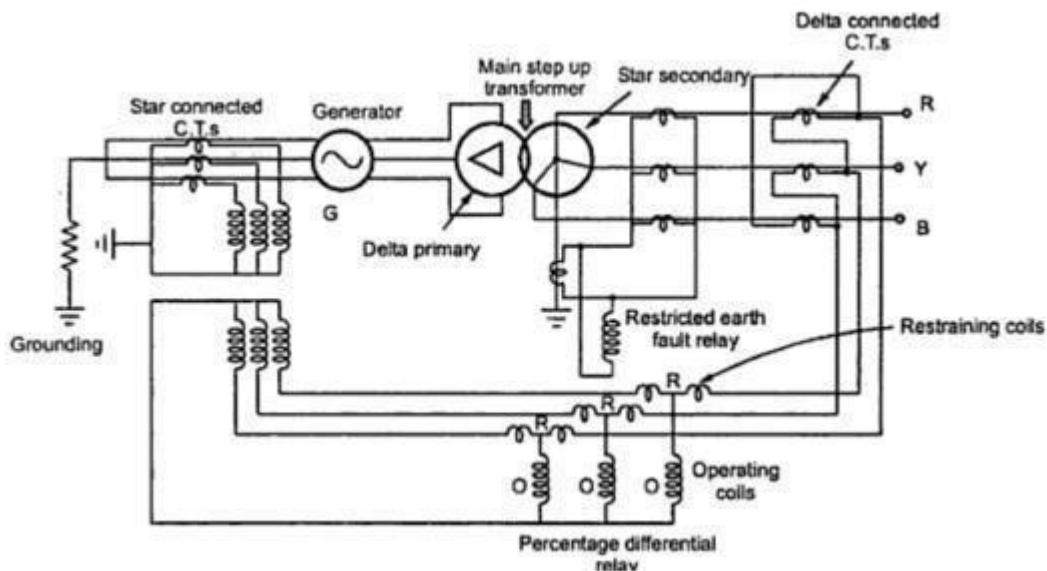 Delta connected
C.T.s
Main step up
transformer
Star secondary
Star connected
C.T.s
Generator
R
Y
G
B
Delta primary
Grounding
Restricted earth
fault relay
Restraining coils
R
R
R
O
O
O
Operating
coils
Percentage differential
relay